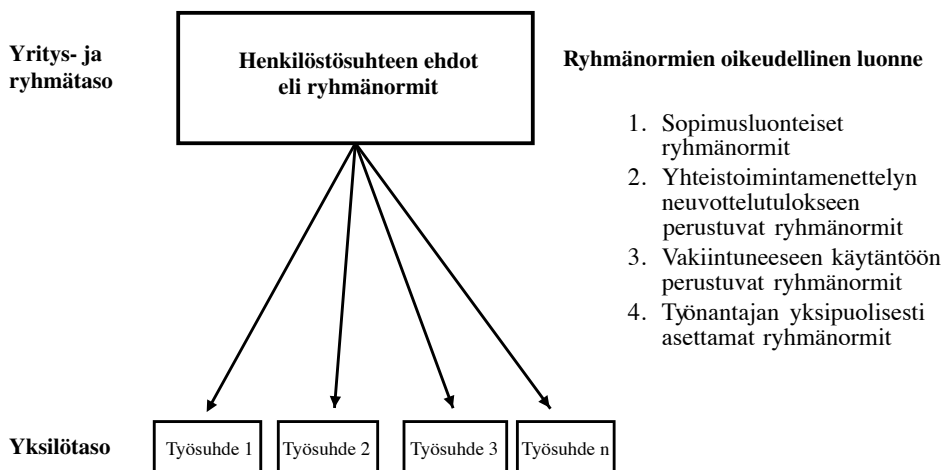 Yritys- ja
ryhmätaso
Henkilöstösuhteen ehdot
eli ryhmänormit
Ryhmänormien oikeudellinen luonne
1. Sopimusluonteiset
ryhmänormit
2. Yhteistoimintamenettelyn
neuvottelutulokseen
perustuvat ryhmänormit
3. Vakiintuneeseen käytäntöön
perustuvat ryhmänormit
4. Työnantajan yksipuolisesti
asettamat ryhmänormit
Yksilötaso
Työsuhde 1
Työsuhde 2
Työsuhde 3
Työsuhde n